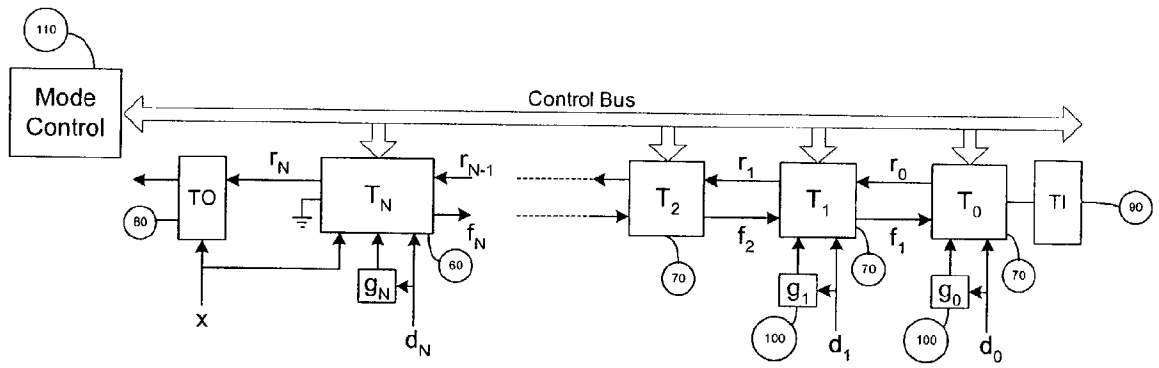 110
Mode
Control
Control Bus
TO
r_N
T_N
r_{N-1}
T_2
r_1
T_1
r_0
T_0
TI
90
80
f_N
60
f_2
f_1
70
70
70
g_N
g_1
g_0
x
d_N
100
d_1
100
d_0